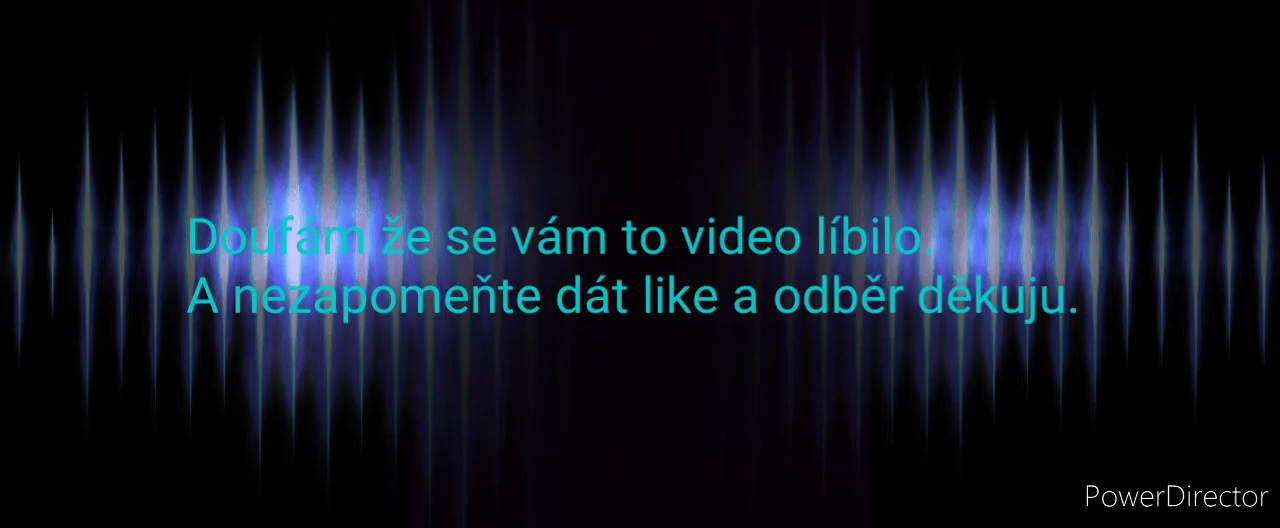 Doufám že se vám to video líbilo.
A nezapomeňte dát like a odběr děkuju.
PowerDirector